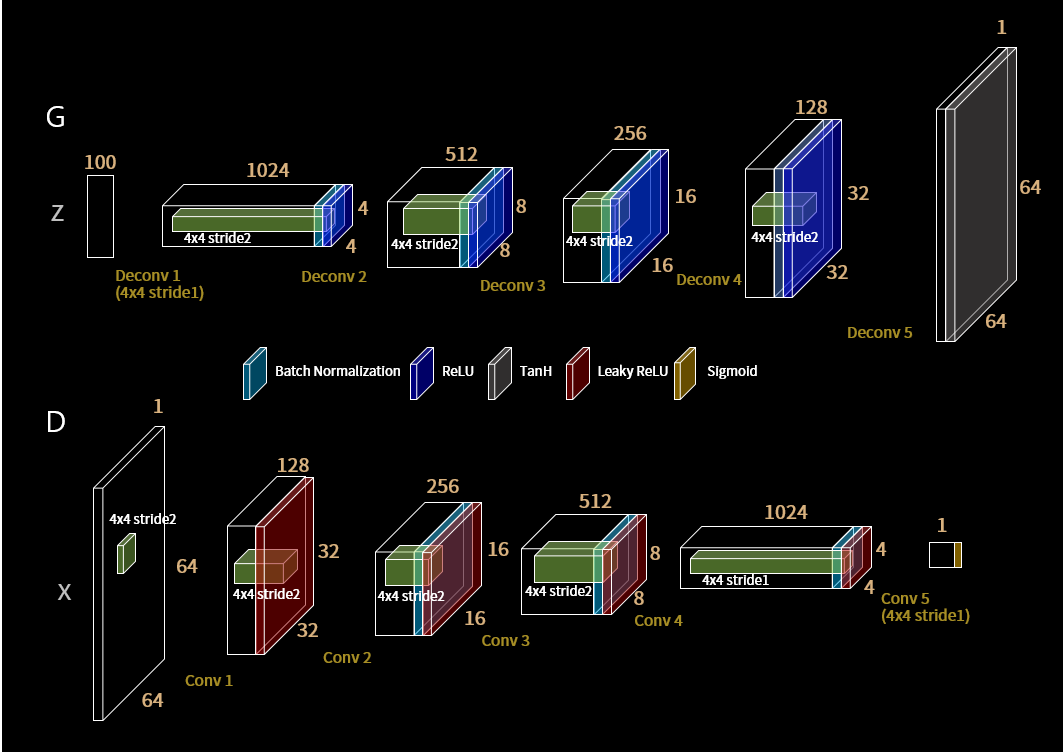 G
Z
100
Deconv 1
(4x4 stride1)
1024
4x4 stride2
4
4
Deconv 2
512
4x4 stride2
8
8
Deconv 3
256
4x4 stride2
16
16
Deconv 4
128
4x4 stride2
32
32
Deconv 5
1
64
64
Batch Normalization
ReLU
TanH
Leaky ReLU
Sigmoid
D
X
1
4x4 stride2
64
64
Conv 1
128
4x4 stride2
32
32
Conv 2
256
4x4 stride2
16
16
Conv 3
512
4x4 stride2
8
8
Conv 4
1024
4x4 stride1
4
4
Conv 5
(4x4 stride1)
1